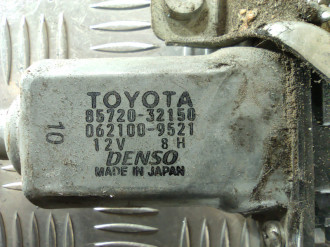 TOYOTA
85720-32150
062100-9521
12V 8H
DENSO
MADE IN JAPAN
10